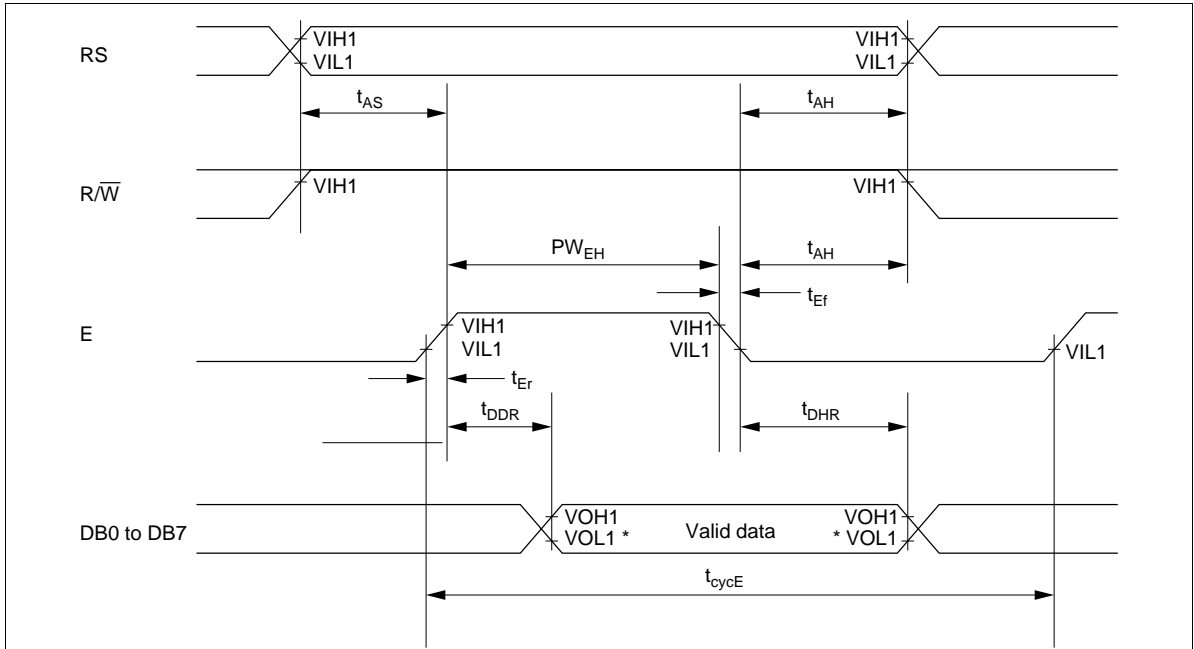 RS
VIH1
VIL1
VIH1
VIL1
tAS
tAH
R/W̅
VIH1
VIH1
PWEH
tAH
tEf
E
VIH1
VIL1
VIH1
VIL1
VIL1
tEr
tDDR
tDHR
DB0 to DB7
VOH1
VOL1 *
Valid data
VOH1
* VOL1
tcycE